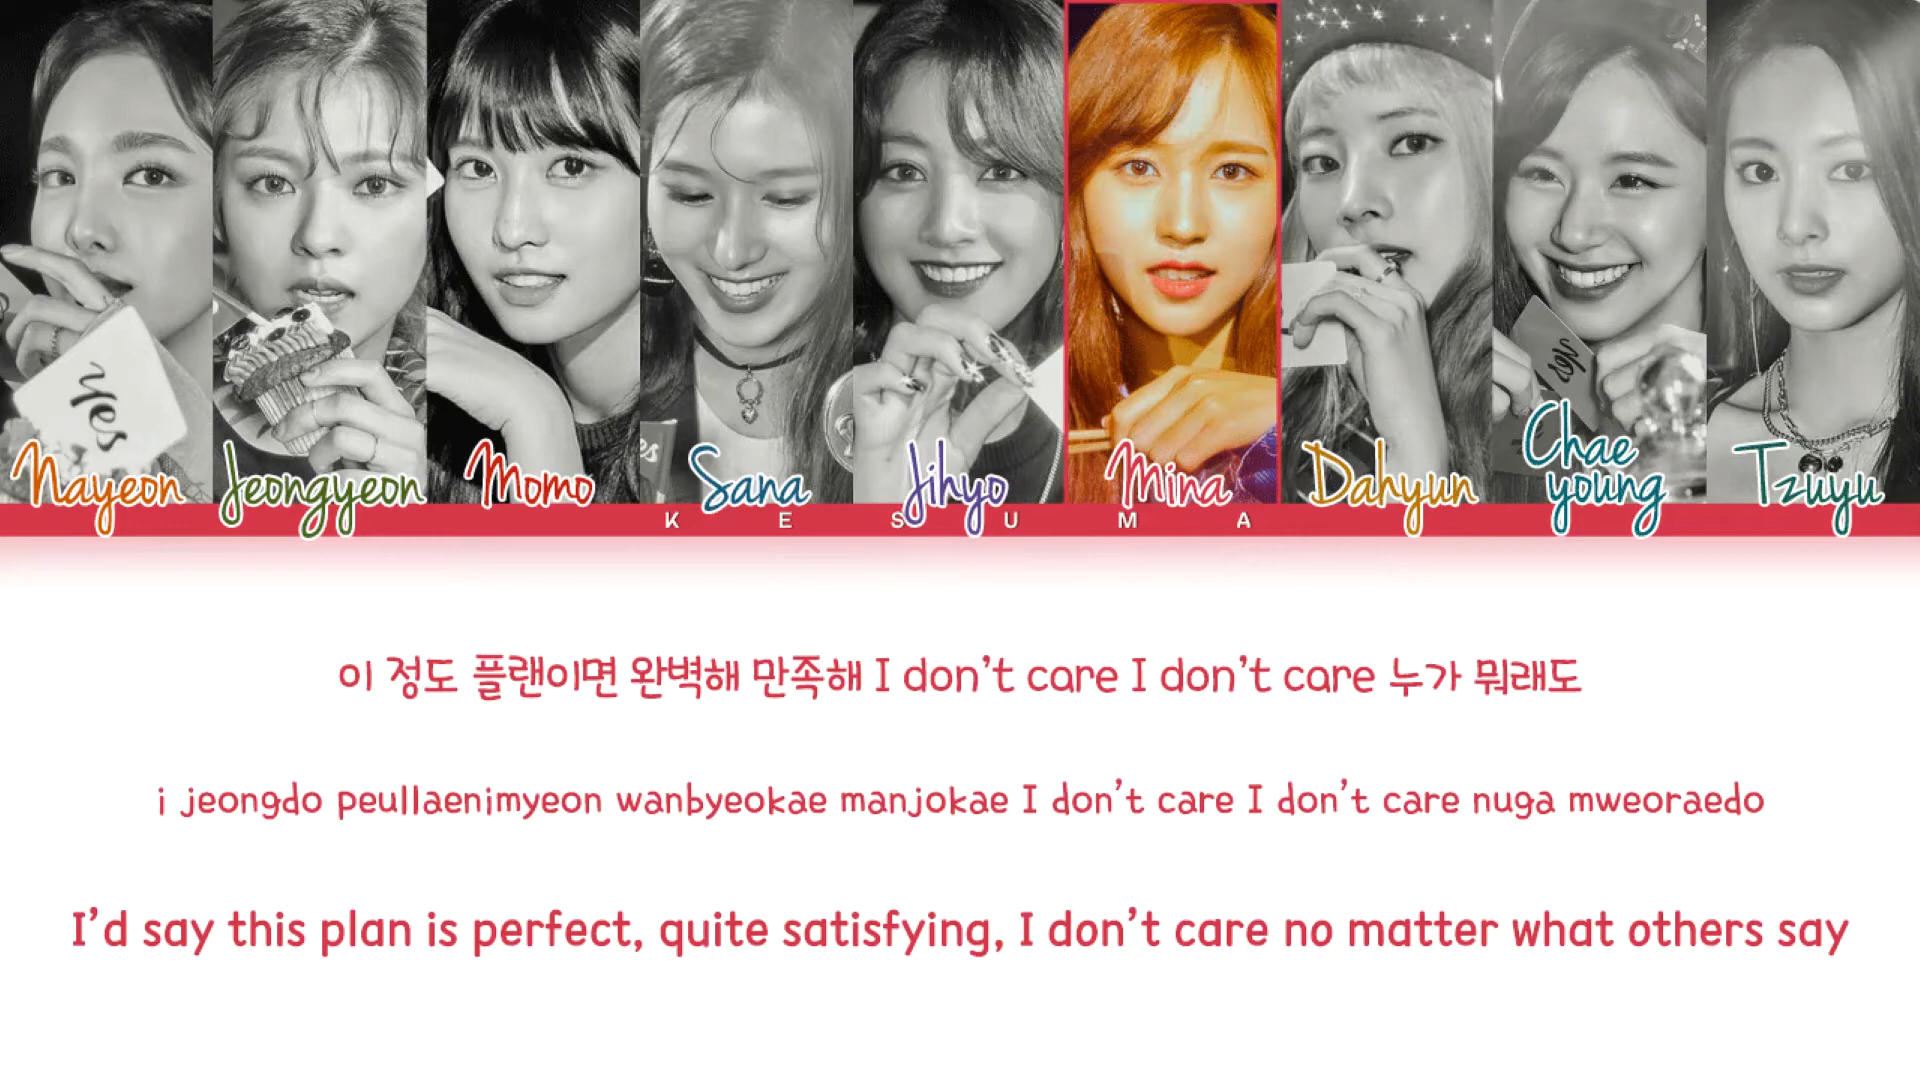 yes
Nayeon Jeongyeon Momo Sana Jihyo Mina Dahyun Chae young Tzuyu
K E S U M A
이 정도 플랜이면 완벽해 만족해 I don't care I don't care 누가 뭐래도
i jeongdo peullaenimyeon wanbyeokae manjokae I don't care I don't care nuga mweoraedo
I'd say this plan is perfect, quite satisfying, I don't care no matter what others say